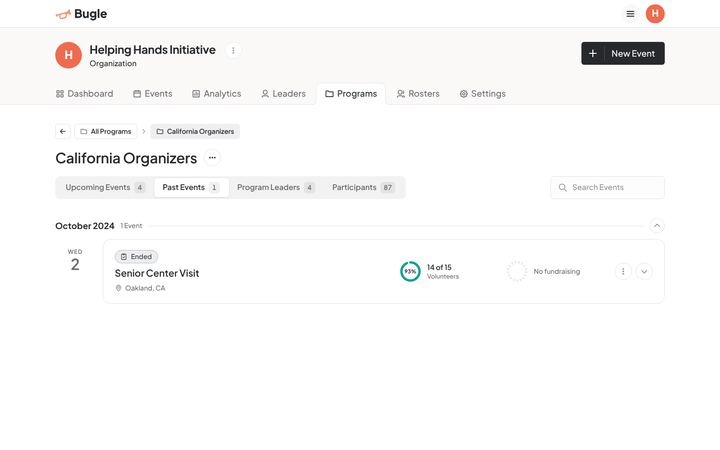 Bugle
H
H
Helping Hands Initiative
Organization
New Event
Dashboard
Events
Analytics
Leaders
Programs
Rosters
Settings
All Programs
California Organizers
California Organizers
Upcoming Events 4
Past Events 1
Program Leaders 4
Participants 87
Search Events
October 2024 1 Event
WED
2
Ended
Senior Center Visit
Oakland, CA
93%
14 of 15
Volunteers
No fundraising